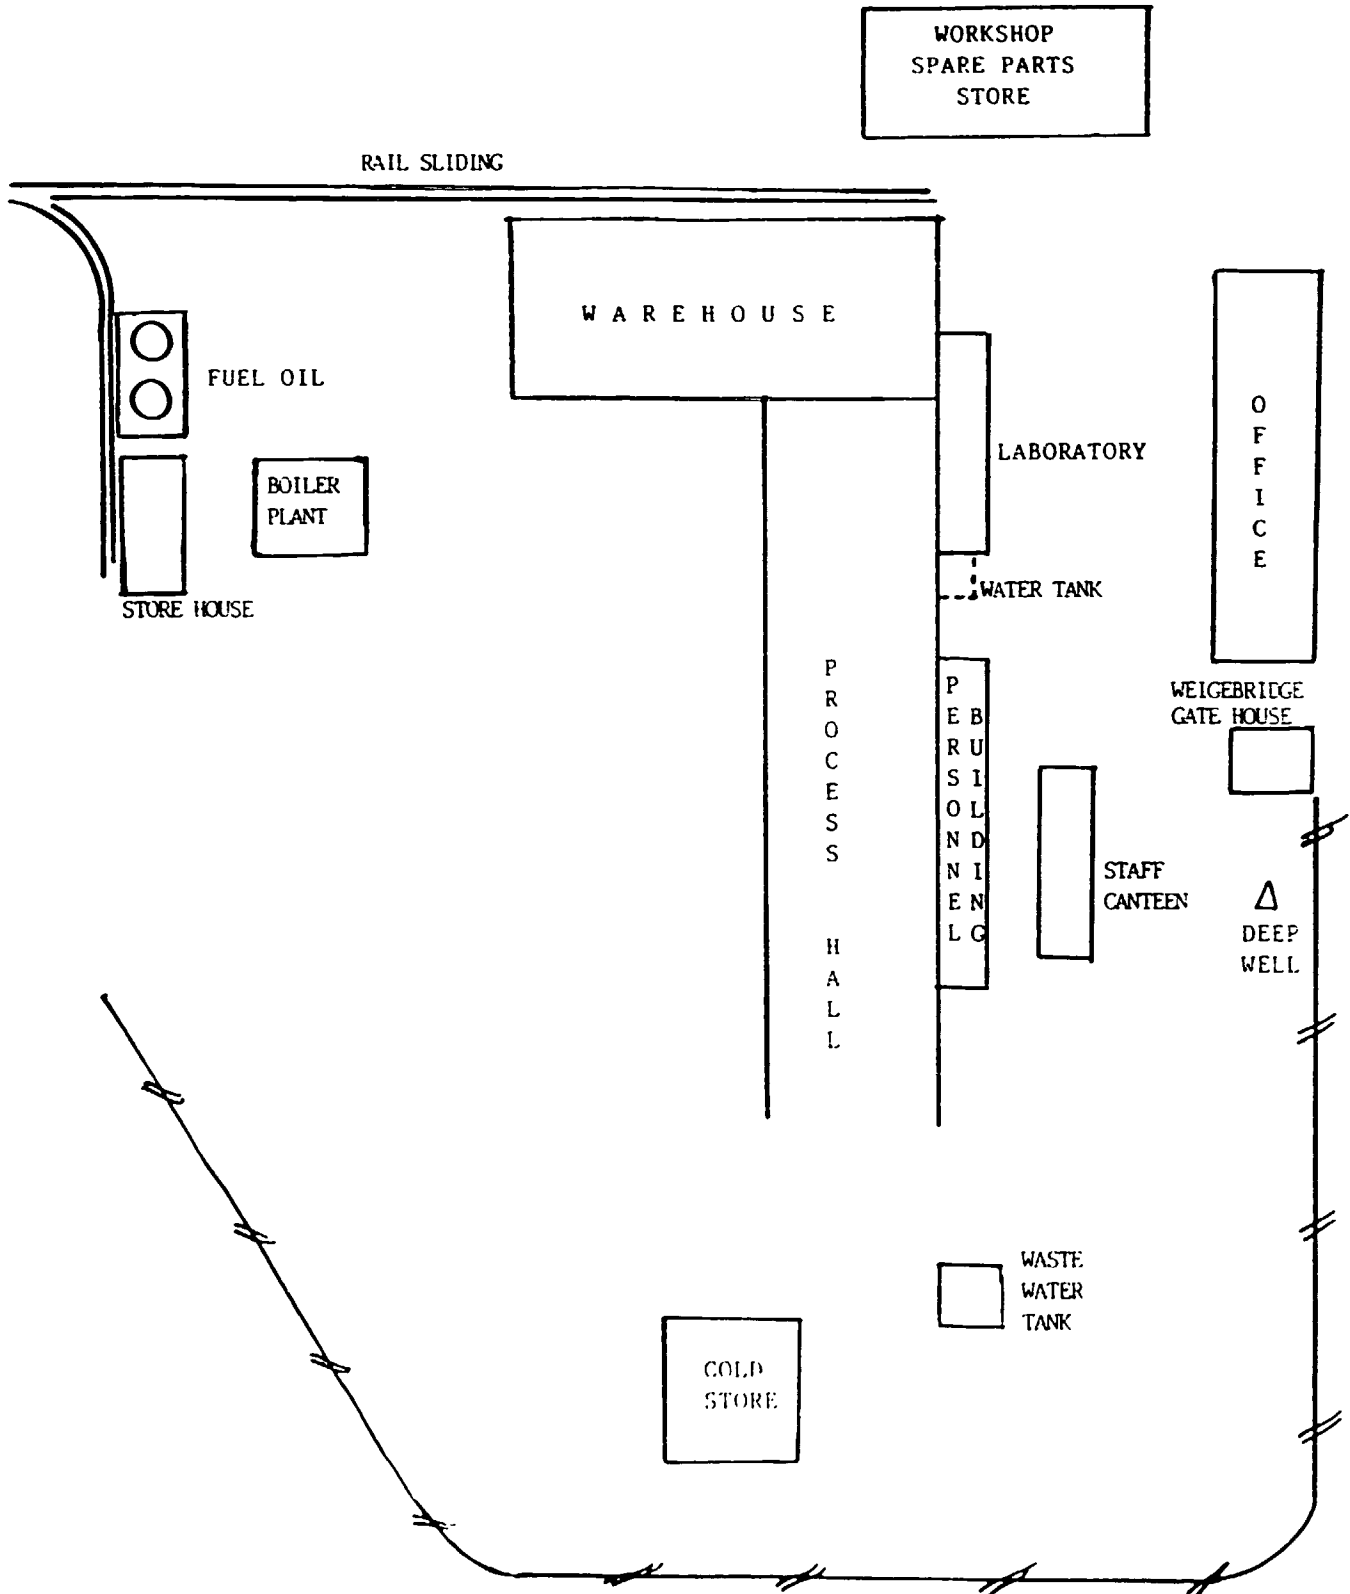 WORKSHOP
SPARE PARTS
STORE
RAIL SLIDING
WAREHOUSE
FUEL OIL
OFFICE
LABORATORY
BOILER
PLANT
WATER TANK
STORE HOUSE
PROCESS HALL
PERSONNEL
BUILDING
WEIGEBRIDGE
GATE HOUSE
STAFF
CANTEEN
DEEP
WELL
WASTE
WATER
TANK
COLD
STORE